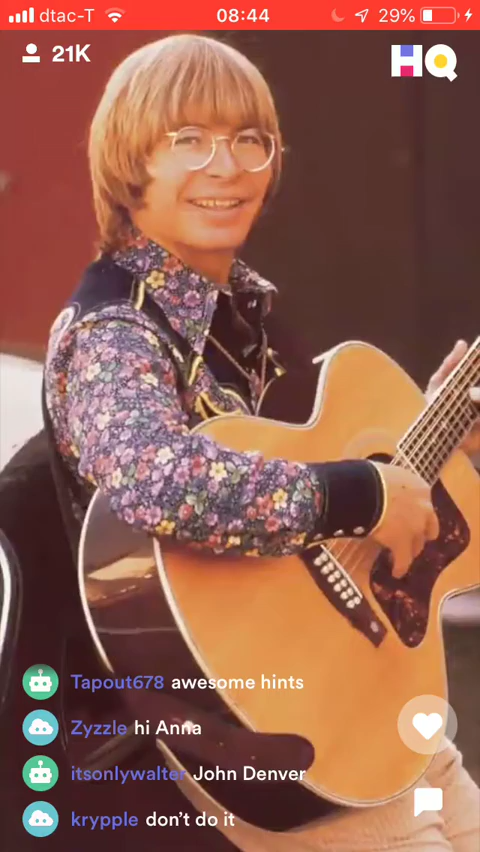 dtac-T 08:44 29%
21K HQ
Tapout678 awesome hints
Zyzzle hi Anna
itsonlywalter John Denver
krypple don't do it